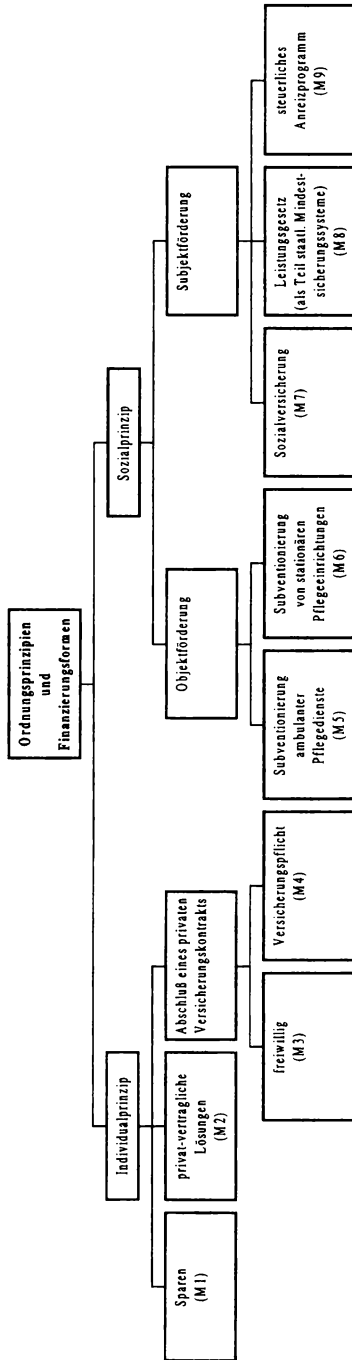 Ordnungsprinzipien
und
Finanzierungsformen
Individualprinzip
Sozialprinzip
Sparen
(M1)
privat-vertragliche
Lösungen
(M2)
Abschluß eines privaten
Versicherungskontrakts
Objektförderung
Subjektförderung
freiwillig
(M3)
Versicherungspflicht
(M4)
Subventionierung
ambulanter
Pflegedienste
(M5)
Subventionierung
von stationären
Pflegeeinrichtungen
(M6)
Sozialversicherung
(M7)
Leistungsgesetz
(als Teil staatl. Mindest-
sicherungssysteme)
(M8)
steuerliches
Anreizprogramm
(M9)